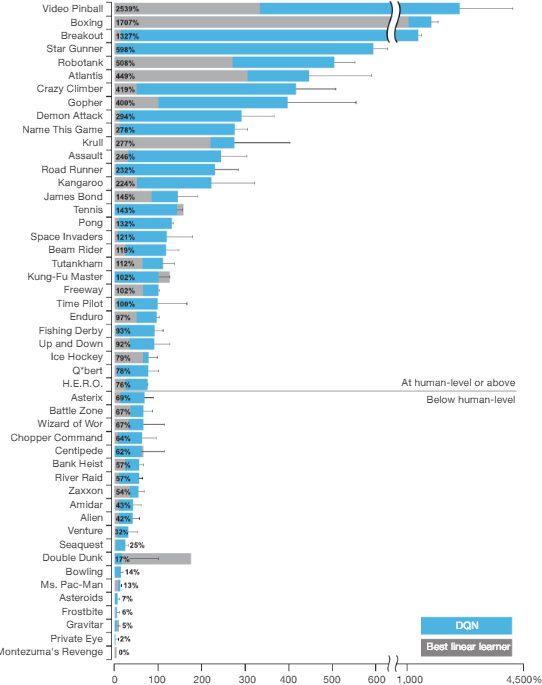 Video Pinball 2539%
Boxing 1707%
Breakout 1327%
Star Gunner 598%
Robotank 508%
Atlantis 449%
Crazy Climber 419%
Gopher 400%
Demon Attack 294%
Name This Game 278%
Krull 277%
Assault 246%
Road Runner 232%
Kangaroo 224%
James Bond 145%
Tennis 143%
Pong 132%
Space Invaders 121%
Beam Rider 119%
Tutankham 112%
Kung-Fu Master 102%
Freeway 102%
Time Pilot 100%
Enduro 97%
Fishing Derby 93%
Up and Down 92%
Ice Hockey 79%
Q*bert 78%
H.E.R.O. 76% At human-level or above
Asterix 69% Below human-level
Battle Zone 67%
Wizard of Wor 67%
Chopper Command 64%
Centipede 62%
Bank Heist 57%
River Raid 57%
Zaxxon 54%
Amidar 43%
Alien 42%
Venture 32%
Seaquest 25%
Double Dunk 17%
Bowling 14%
Ms. Pac-Man 13%
Asteroids 7%
Frostbite 6%
Gravitar 5%
Private Eye 2%
Montezuma's Revenge 0%
DQN
Best linear learner
0 100 200 300 400 500 600 1,000 4,500%